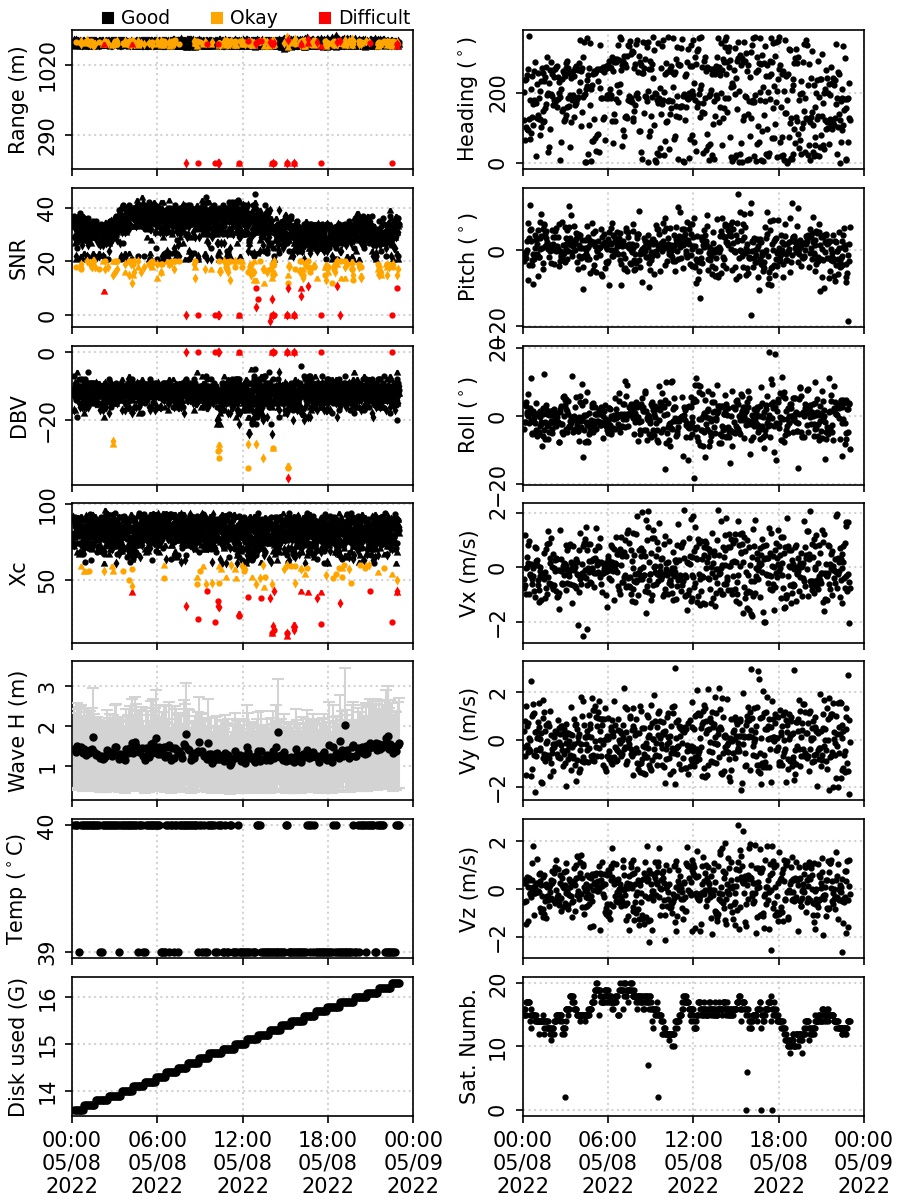 Good Okay Difficult
Range (m)
1020
290
Heading (°)
200
0
SNR
40
20
0
Pitch (°)
0
−20
DBV
0
−20
Roll (°)
20
0
−20
Xc
100
50
Vx (m/s)
2
0
−2
Wave H (m)
3
2
1
Vy (m/s)
2
0
−2
Temp (°C)
40
39
Vz (m/s)
2
0
−2
Disk used (G)
16
15
14
Sat. Numb.
20
10
0
00:00 06:00 12:00 18:00 00:00 00:00 06:00 12:00 18:00 00:00
05/08 05/08 05/08 05/08 05/09 05/08 05/08 05/08 05/08 05/09
2022 2022 2022 2022 2022 2022 2022 2022 2022 2022